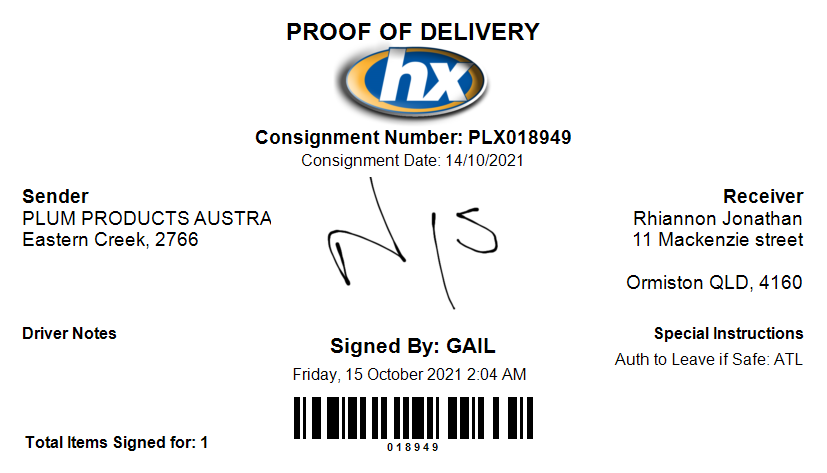 PROOF OF DELIVERY
hx
Consignment Number: PLX018949
Consignment Date: 14/10/2021
Sender
PLUM PRODUCTS AUSTRA
Eastern Creek, 2766
N/S
Receiver
Rhiannon Jonathan
11 Mackenzie street
Ormiston QLD, 4160
Driver Notes
Signed By: GAIL
Friday, 15 October 2021 2:04 AM
Special Instructions
Auth to Leave if Safe: ATL
Total Items Signed for: 1
018949